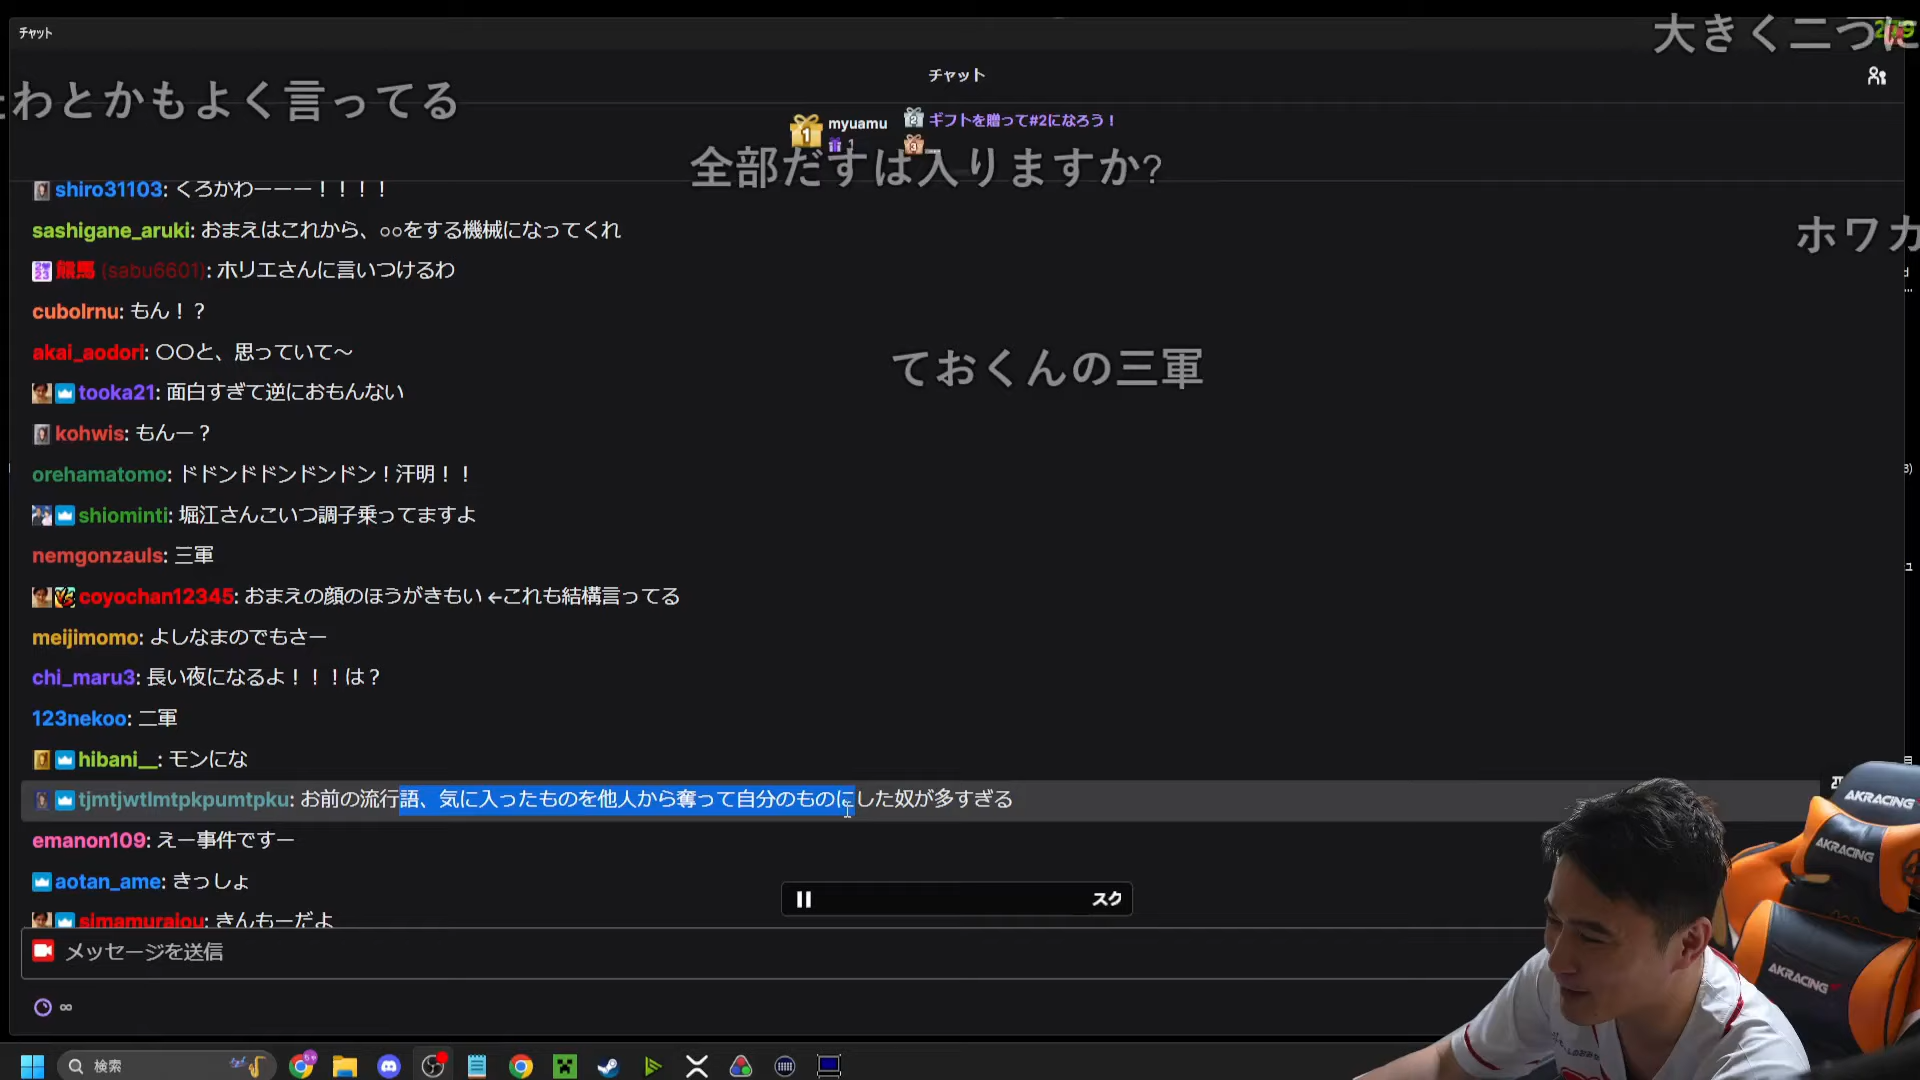 チャット
大きく二つに
チャット
わとかもよく言ってる
myuamu
1
1
2
ギフトを贈って#2になろう！
3
全部だすは入りますか?
shiro31103: くろかわーーー！！！！
sashigane_aruki: おまえはこれから、○○をする機械になってくれ
ホワカ
熊馬 (sabu6601): ホリエさんに言いつけるわ
cubolrnu: もん！？
akai_aodori: 〇〇と、思っていて〜
ておくんの三軍
tooka21: 面白すぎて逆におもんない
kohwis: もんー？
orehamatomo: ドドンドドンドンドン！汗明！！
shiominti: 堀江さんこいつ調子乗ってますよ
nemgonzauls: 三軍
coyochan12345: おまえの顔のほうがきもい ←これも結構言ってる
meijimomo: よしなまのでもさー
chi_maru3: 長い夜になるよ！！！は？
123nekoo: 二軍
hibani__: モンにな
tjmtjwtlmtpkpumtpku: お前の流行語、気に入ったものを他人から奪って自分のものにした奴が多すぎる
emanon109: えー事件ですー
aotan_ame: きっしょ
simamuraiou: きんもーだよ
スク
メッセージを送信
∞
検索
AKRACING
AKRACING
AKRACING